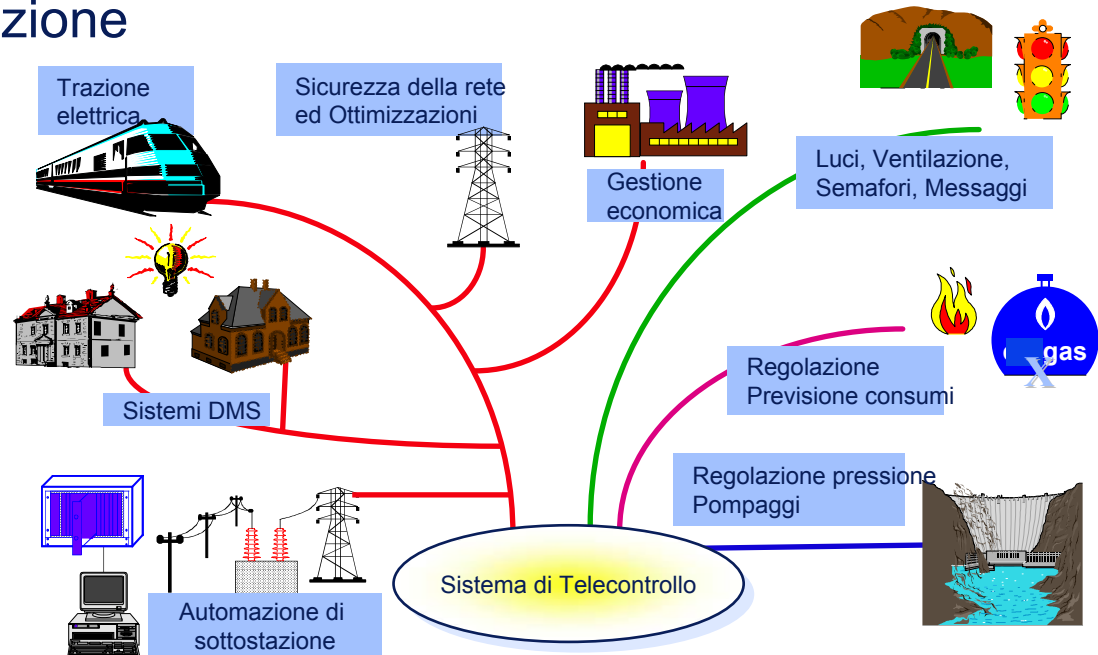 zione
Trazione
elettrica
Sicurezza della rete
ed Ottimizzazioni
Gestione
economica
Luci, Ventilazione,
Semafori, Messaggi
Sistemi DMS
Regolazione
Previsione consumi
gas
X
Regolazione pressione
Pompaggi
Automazione di
sottostazione
Sistema di Telecontrollo